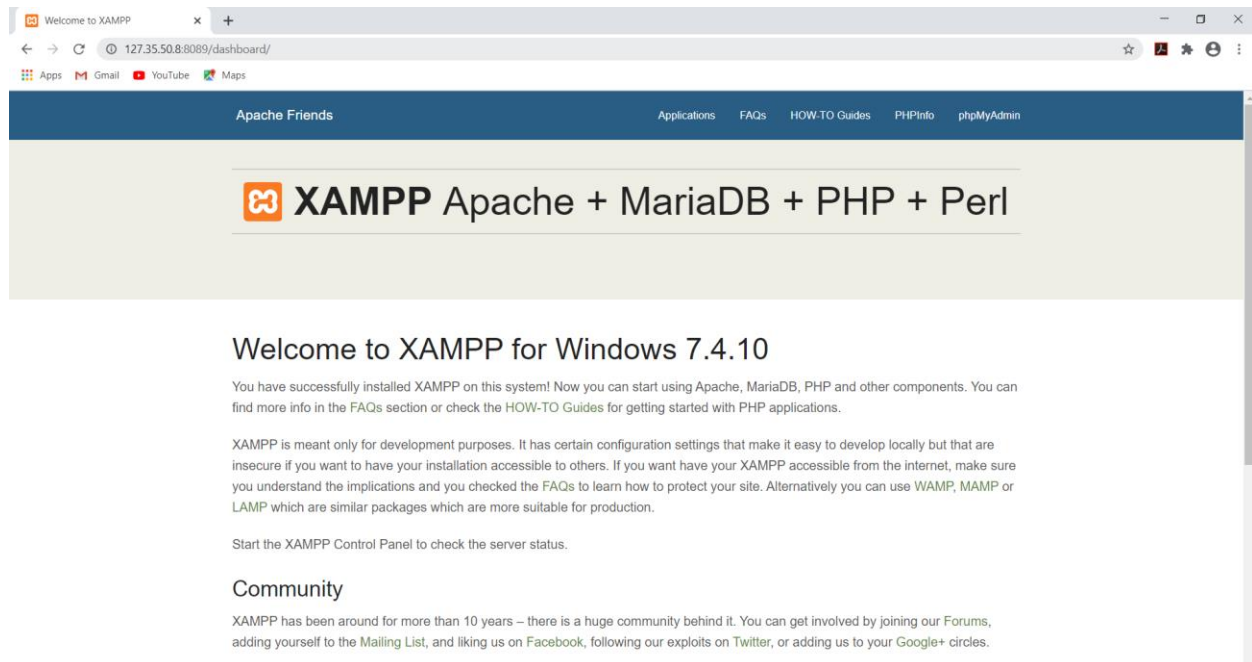 Welcome to XAMPP
127.35.50.8:8089/dashboard/
Apps Gmail YouTube Maps
Apache Friends Applications FAQs HOW-TO Guides PHPInfo phpMyAdmin
XAMPP Apache + MariaDB + PHP + Perl
Welcome to XAMPP for Windows 7.4.10
You have successfully installed XAMPP on this system! Now you can start using Apache, MariaDB, PHP and other components. You can
find more info in the FAQs section or check the HOW-TO Guides for getting started with PHP applications.
XAMPP is meant only for development purposes. It has certain configuration settings that make it easy to develop locally but that are
insecure if you want to have your installation accessible to others. If you want have your XAMPP accessible from the internet, make sure
you understand the implications and you checked the FAQs to learn how to protect your site. Alternatively you can use WAMP, MAMP or
LAMP which are similar packages which are more suitable for production.
Start the XAMPP Control Panel to check the server status.
Community
XAMPP has been around for more than 10 years – there is a huge community behind it. You can get involved by joining our Forums,
adding yourself to the Mailing List, and liking us on Facebook, following our exploits on Twitter, or adding us to your Google+ circles.